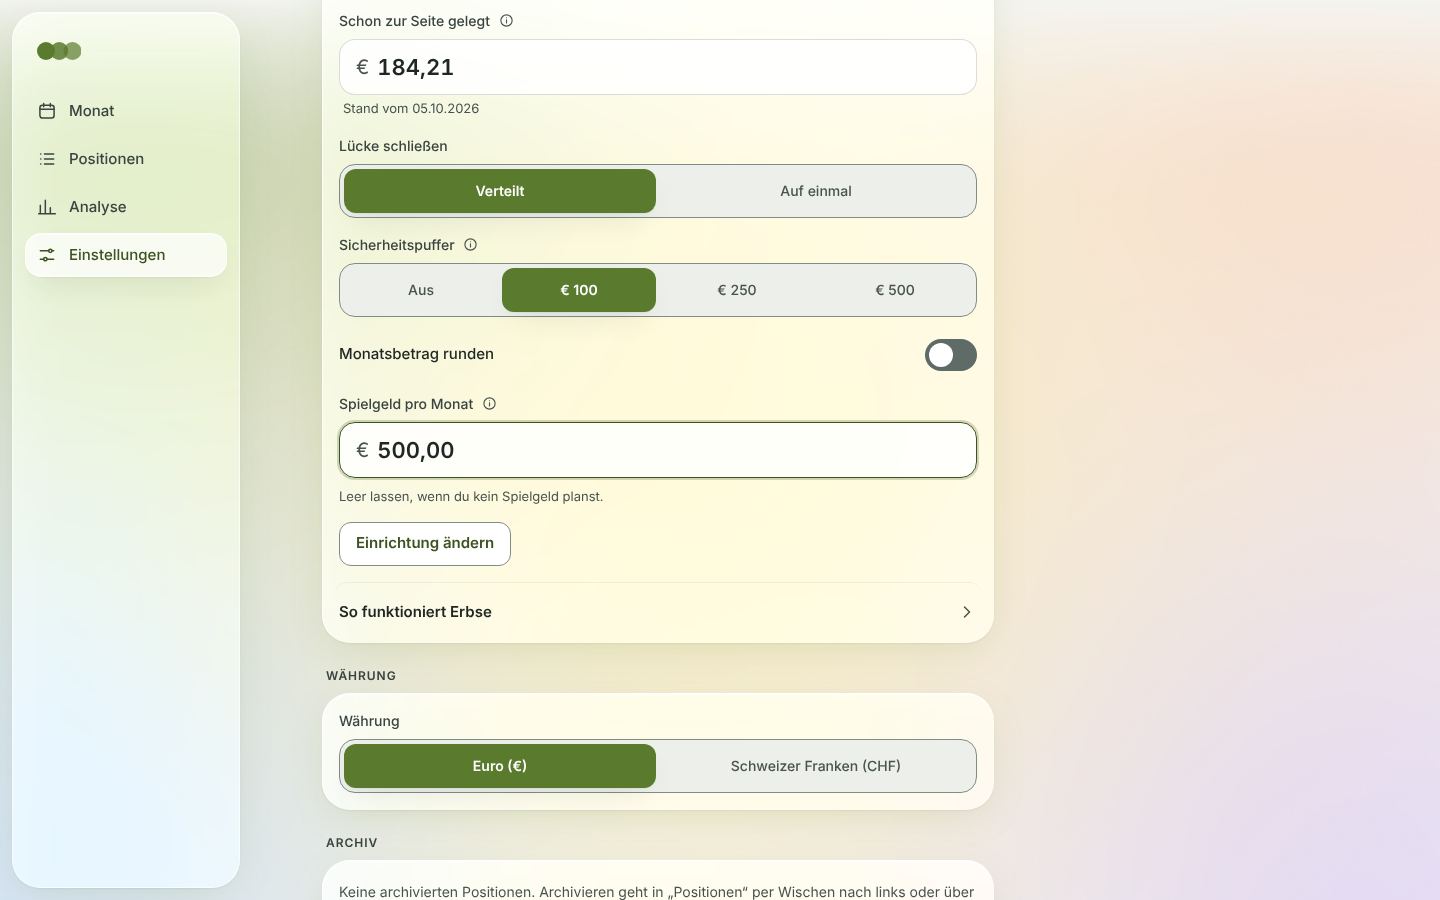 Monat
Positionen
Analyse
Einstellungen
Schon zur Seite gelegt
€ 184,21
Stand vom 05.10.2026
Lücke schließen
Verteilt
Auf einmal
Sicherheitspuffer
Aus
€ 100
€ 250
€ 500
Monatsbetrag runden
Spielgeld pro Monat
€ 500,00
Leer lassen, wenn du kein Spielgeld planst.
Einrichtung ändern
So funktioniert Erbse
WÄHRUNG
Währung
Euro (€)
Schweizer Franken (CHF)
ARCHIV
Keine archivierten Positionen. Archivieren geht in „Positionen“ per Wischen nach links oder über